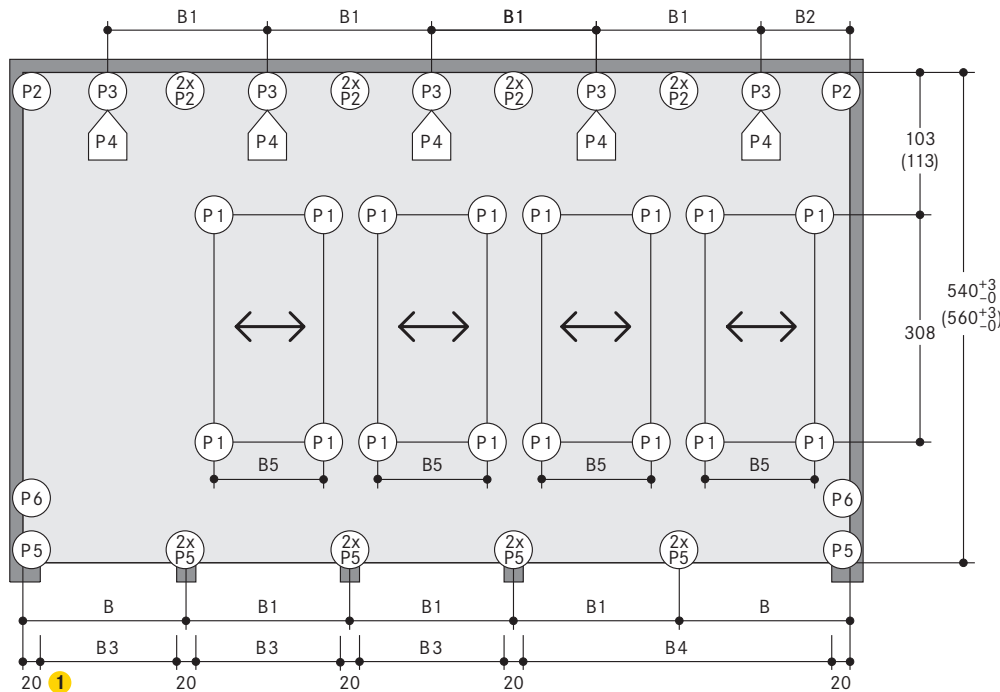 B1 B1 B1 B1 B2
P2 P3 2x P2 P3 2x P2 P3 2x P2 P3 2x P2 P3 P2
P4 P4 P4 P4 P4
103
(113)
P1 P1 P1 P1 P1 P1 P1 P1
540 +3 -0
(560 +3 -0)
308
P1 P1 P1 P1 P1 P1 P1 P1
B5 B5 B5 B5
P6 P6
P5 2x P5 2x P5 2x P5 2x P5 P5
B B1 B1 B1 B
B3 B3 B3 B4
20 1 20 20 20 20